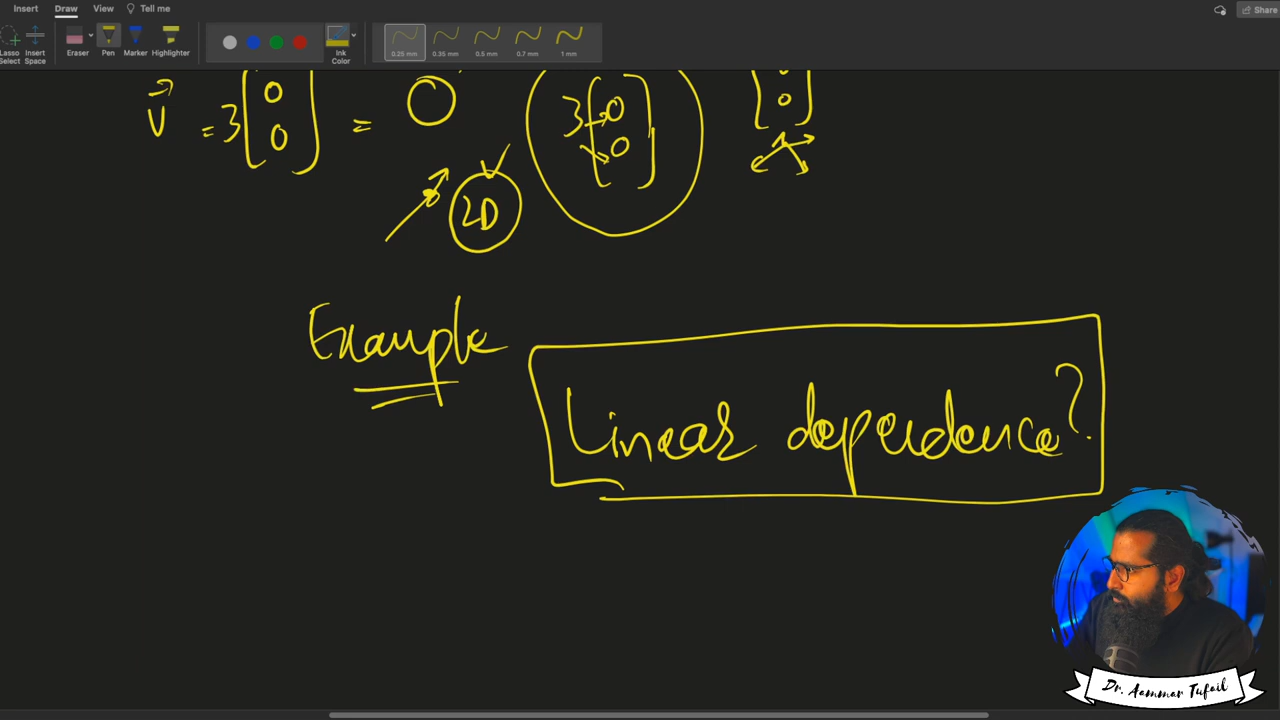 Insert Draw View Tell me
Share
Lasso Select Insert Space Eraser Pen Marker Highlighter Ink Color 0.25 mm 0.35 mm 0.5 mm 0.7 mm 1 mm
V = 3 [0 0] = 0 3 [0 0] 0
2D
Example
Linear dependence?
Dr. Aammar Tufail